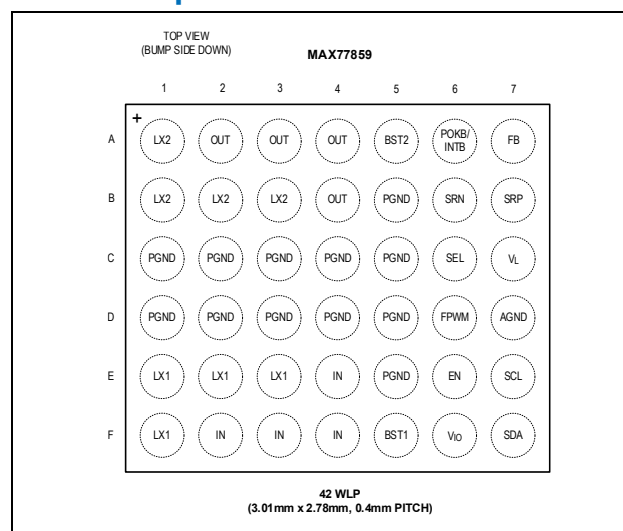 TOP VIEW
(BUMP SIDE DOWN)
MAX77859
1 2 3 4 5 6 7
+
A LX2 OUT OUT OUT BST2 POKB/INTB FB
B LX2 LX2 LX2 OUT PGND SRN SRP
C PGND PGND PGND PGND PGND SEL VL
D PGND PGND PGND PGND PGND FPWM AGND
E LX1 LX1 LX1 IN PGND EN SCL
F LX1 IN IN IN BST1 VIO SDA
42 WLP
(3.01mm x 2.78mm, 0.4mm PITCH)